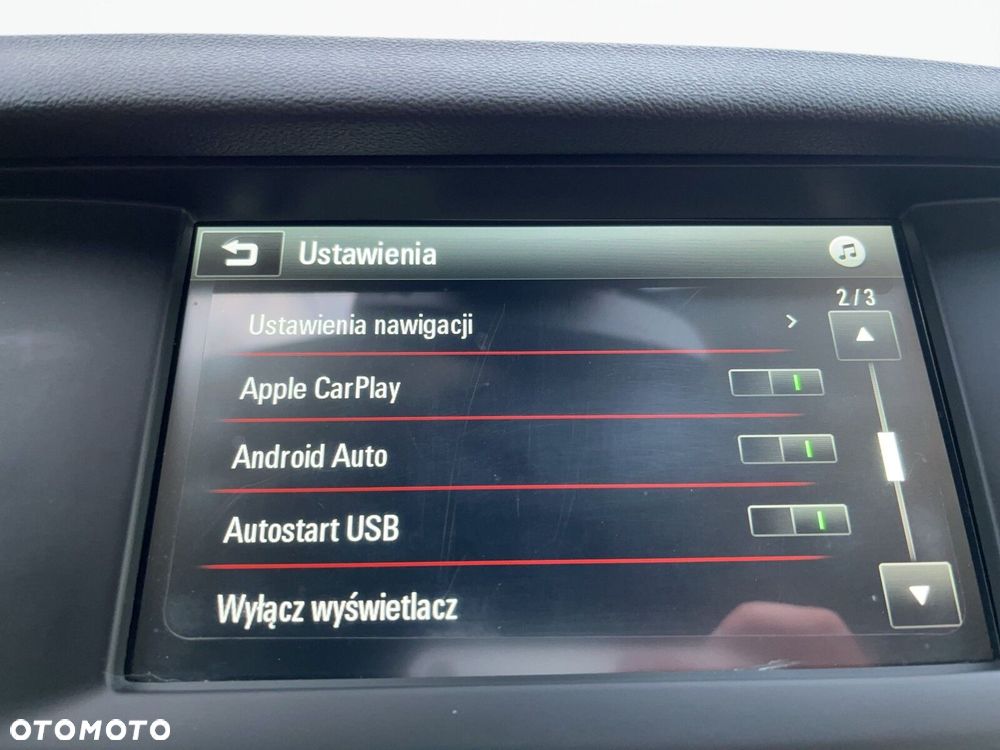 Ustawienia
2/3
Ustawienia nawigacji
Apple CarPlay
Android Auto
Autostart USB
Wyłącz wyświetlacz
OTOMOTO